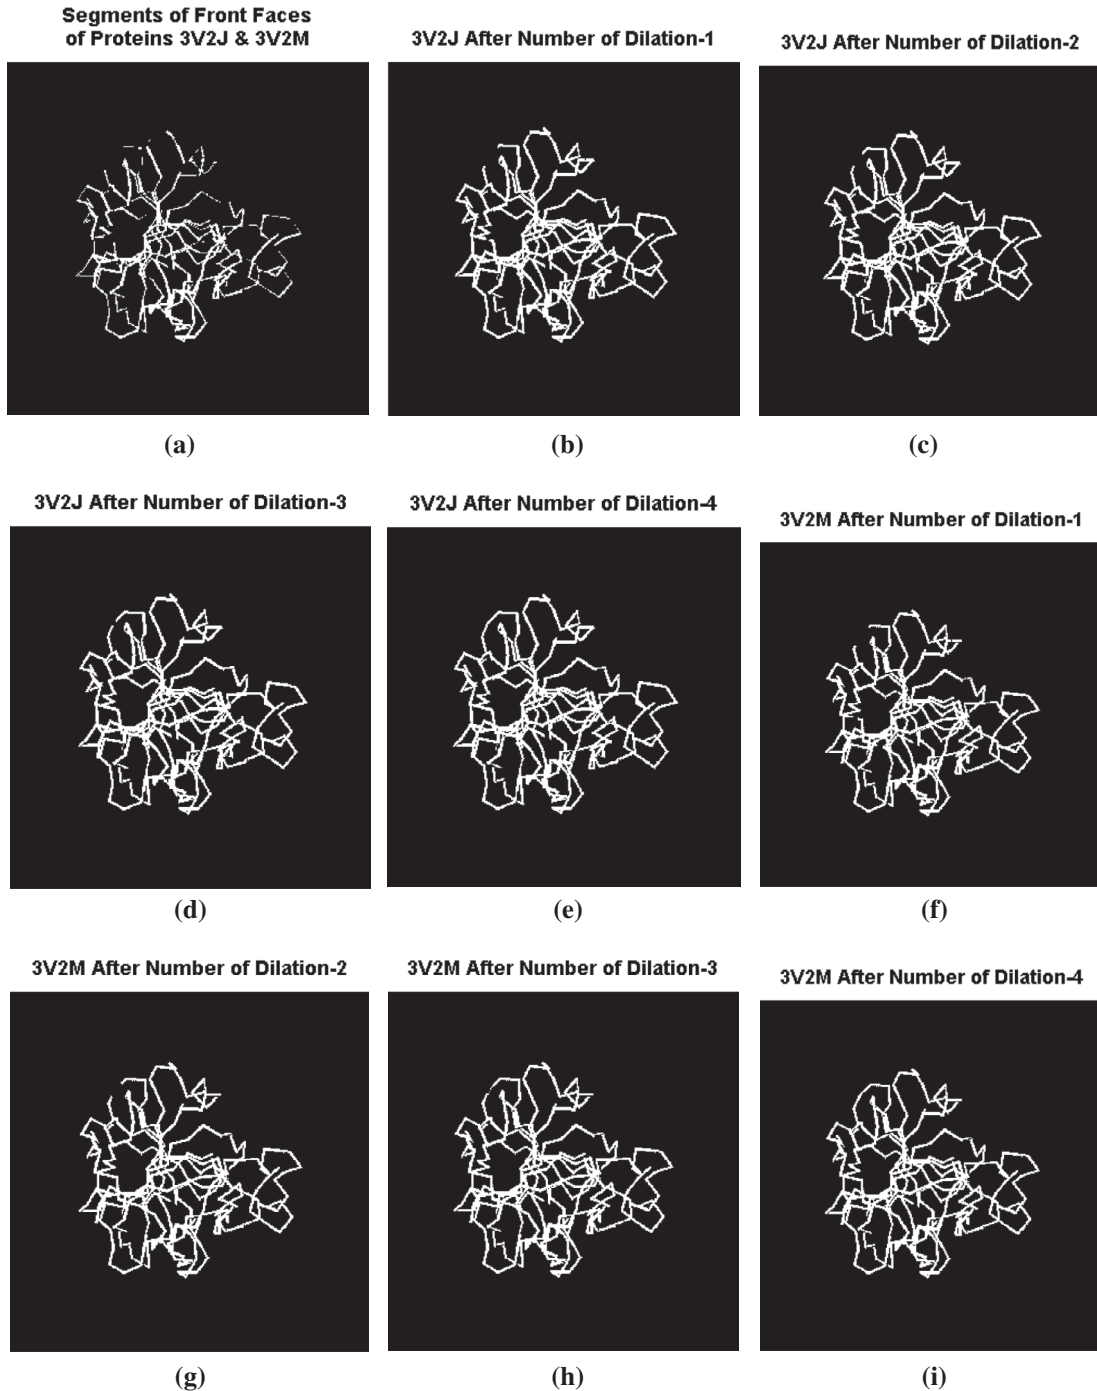 Segments of Front Faces
of Proteins 3V2J & 3V2M
3V2J After Number of Dilation-1
3V2J After Number of Dilation-2
(a)
(b)
(c)
3V2J After Number of Dilation-3
3V2J After Number of Dilation-4
3V2M After Number of Dilation-1
(d)
(e)
(f)
3V2M After Number of Dilation-2
3V2M After Number of Dilation-3
3V2M After Number of Dilation-4
(g)
(h)
(i)